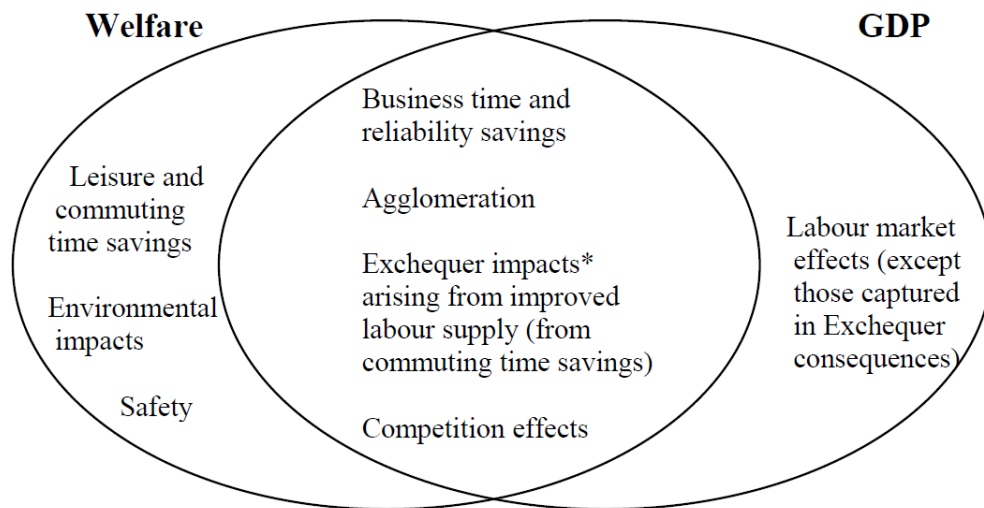 Welfare
GDP
Leisure and
commuting
time savings
Environmental
impacts
Safety
Business time and
reliability savings
Agglomeration
Exchequer impacts*
arising from improved
labour supply (from
commuting time savings)
Competition effects
Labour market
effects (except
those captured
in Exchequer
consequences)